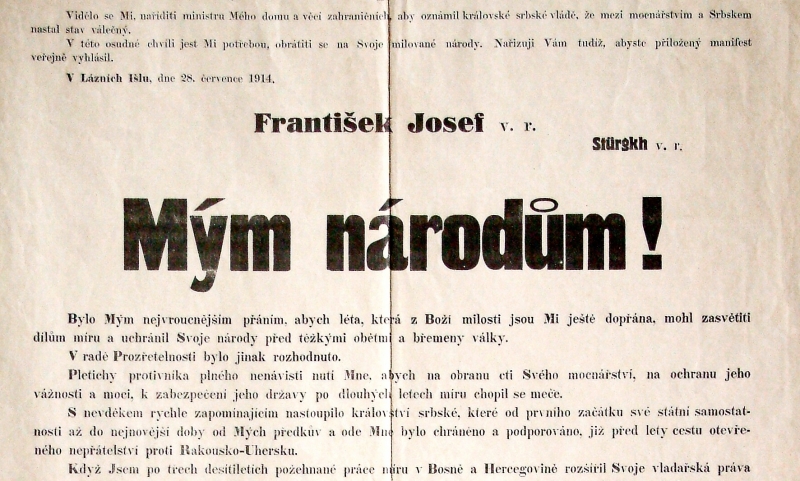 Vidělo se Mi, naříditi ministru Mého domu a věcí zahraničních, aby oznámil královské srbské vládě, že mezi mocnářstvím a Srbskem
nastal stav válečný.
V této osudné chvíli jest Mi potřebou, obrátiti se na Svoje milované národy. Nařizuji Vám tudíž, abyste přiložený manifest
veřejně vyhlásil.
V Lázních Išlu, dne 28. července 1914.
František Josef v. r.
Stürgkh v. r.
Mým národům!
Bylo Mým nejvroucnějším přáním, abych léta, která z Boží milosti jsou Mi ještě dopřána, mohl zasvětiti
dílům míru a uchrániti Svoje národy před těžkými obětmi a břemeny války.
V radě Prozřetelnosti bylo jinak rozhodnuto.
Pletichy protivníka plného nenávisti nutí Mne, abych na obranu cti Svého mocnářství, na ochranu jeho
vážnosti a moci, k zabezpečení jeho državy po dlouhých letech míru chopil se meče.
S nevděkem rychle zapomínajícím nastoupilo království srbské, které od prvního začátku své státní samostat-
nosti až do nejnovější doby od Mých předkův a ode Mne bylo chráněno a podporováno, již před lety cestu otevře-
ného nepřátelství proti Rakousko-Uhersku.
Když Jsem po třech desítiletích požehnané práce míru v Bosně a Hercegovině rozšířil Svoje vladařská práva